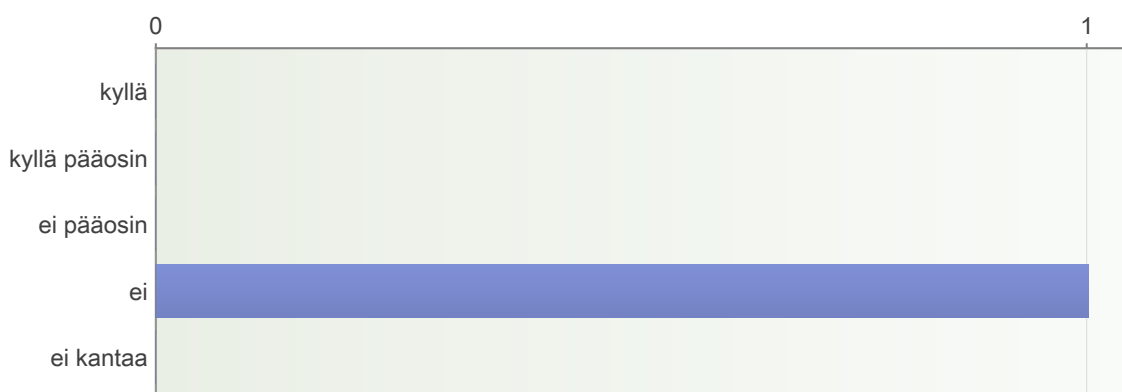 0 1
kyllä
kyllä pääosin
ei pääosin
ei
ei kantaa